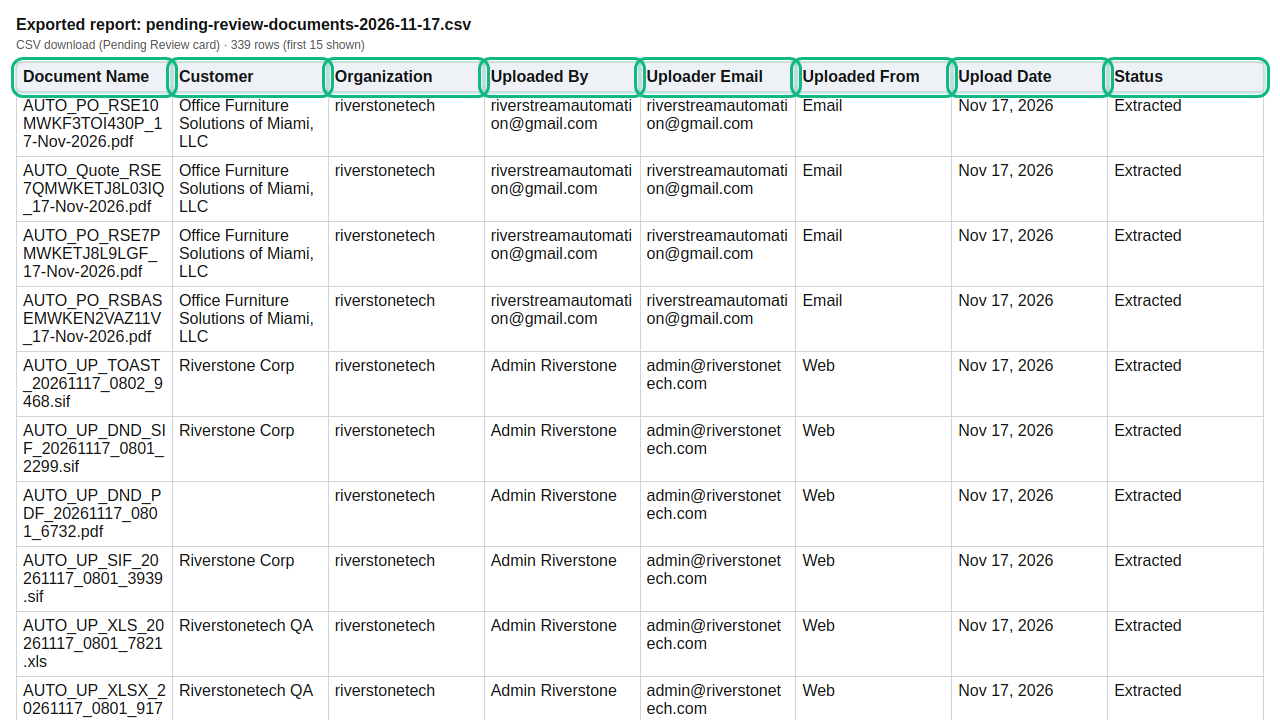 Exported report: pending-review-documents-2026-11-17.csv
CSV download (Pending Review card) · 339 rows (first 15 shown)
Document Name Customer Organization Uploaded By Uploader Email Uploaded From Upload Date Status
AUTO_PO_RSE10 Office Furniture riverstonetech riverstreamautomati riverstreamautomati Email Nov 17, 2026 Extracted
MWKF3TOI430P_1 Solutions of Miami, on@gmail.com on@gmail.com
7-Nov-2026.pdf LLC
AUTO_Quote_RSE Office Furniture riverstonetech riverstreamautomati riverstreamautomati Email Nov 17, 2026 Extracted
7QMWKETJ8L03IQ Solutions of Miami, on@gmail.com on@gmail.com
_17-Nov-2026.pdf LLC
AUTO_PO_RSE7P Office Furniture riverstonetech riverstreamautomati riverstreamautomati Email Nov 17, 2026 Extracted
MWKETJ8L9LGF_ Solutions of Miami, on@gmail.com on@gmail.com
17-Nov-2026.pdf LLC
AUTO_PO_RSBAS Office Furniture riverstonetech riverstreamautomati riverstreamautomati Email Nov 17, 2026 Extracted
EMWKEN2VAZ11V Solutions of Miami, on@gmail.com on@gmail.com
_17-Nov-2026.pdf LLC
AUTO_UP_TOAST Riverstone Corp riverstonetech Admin Riverstone admin@riverstonet Web Nov 17, 2026 Extracted
_20261117_0802_9 ech.com
468.sif
AUTO_UP_DND_SI Riverstone Corp riverstonetech Admin Riverstone admin@riverstonet Web Nov 17, 2026 Extracted
F_20261117_0801_ ech.com
2299.sif
AUTO_UP_DND_P riverstonetech Admin Riverstone admin@riverstonet Web Nov 17, 2026 Extracted
DF_20261117_080 ech.com
1_6732.pdf
AUTO_UP_SIF_20 Riverstone Corp riverstonetech Admin Riverstone admin@riverstonet Web Nov 17, 2026 Extracted
261117_0801_3939 ech.com
.sif
AUTO_UP_XLS_20 Riverstonetech QA riverstonetech Admin Riverstone admin@riverstonet Web Nov 17, 2026 Extracted
261117_0801_7821 ech.com
.xls
AUTO_UP_XLSX_2 Riverstonetech QA riverstonetech Admin Riverstone admin@riverstonet Web Nov 17, 2026 Extracted
0261117_0801_917 ech.com